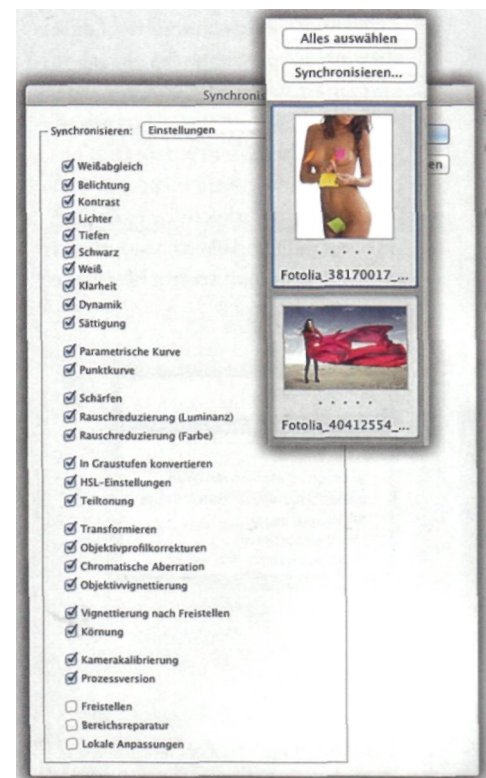 Alles auswählen
Synchronisieren...
Synchronis
Synchronisieren: Einstellungen
en
Weißabgleich
Belichtung
Kontrast
Lichter
Tiefen
Schwarz
Weiß
Klarheit
Dynamik
Sättigung
Parametrische Kurve
Punktkurve
Schärfen
Rauschreduzierung (Luminanz)
Rauschreduzierung (Farbe)
In Graustufen konvertieren
HSL-Einstellungen
Teiltonung
Transformieren
Objektivprofilkorrekturen
Chromatische Aberration
Objektivvignettierung
Vignettierung nach Freistellen
Körnung
Kamerakalibrierung
Prozessversion
Freistellen
Bereichsreparatur
Lokale Anpassungen
Fotolia_38170017_...
Fotolia_40412554_...